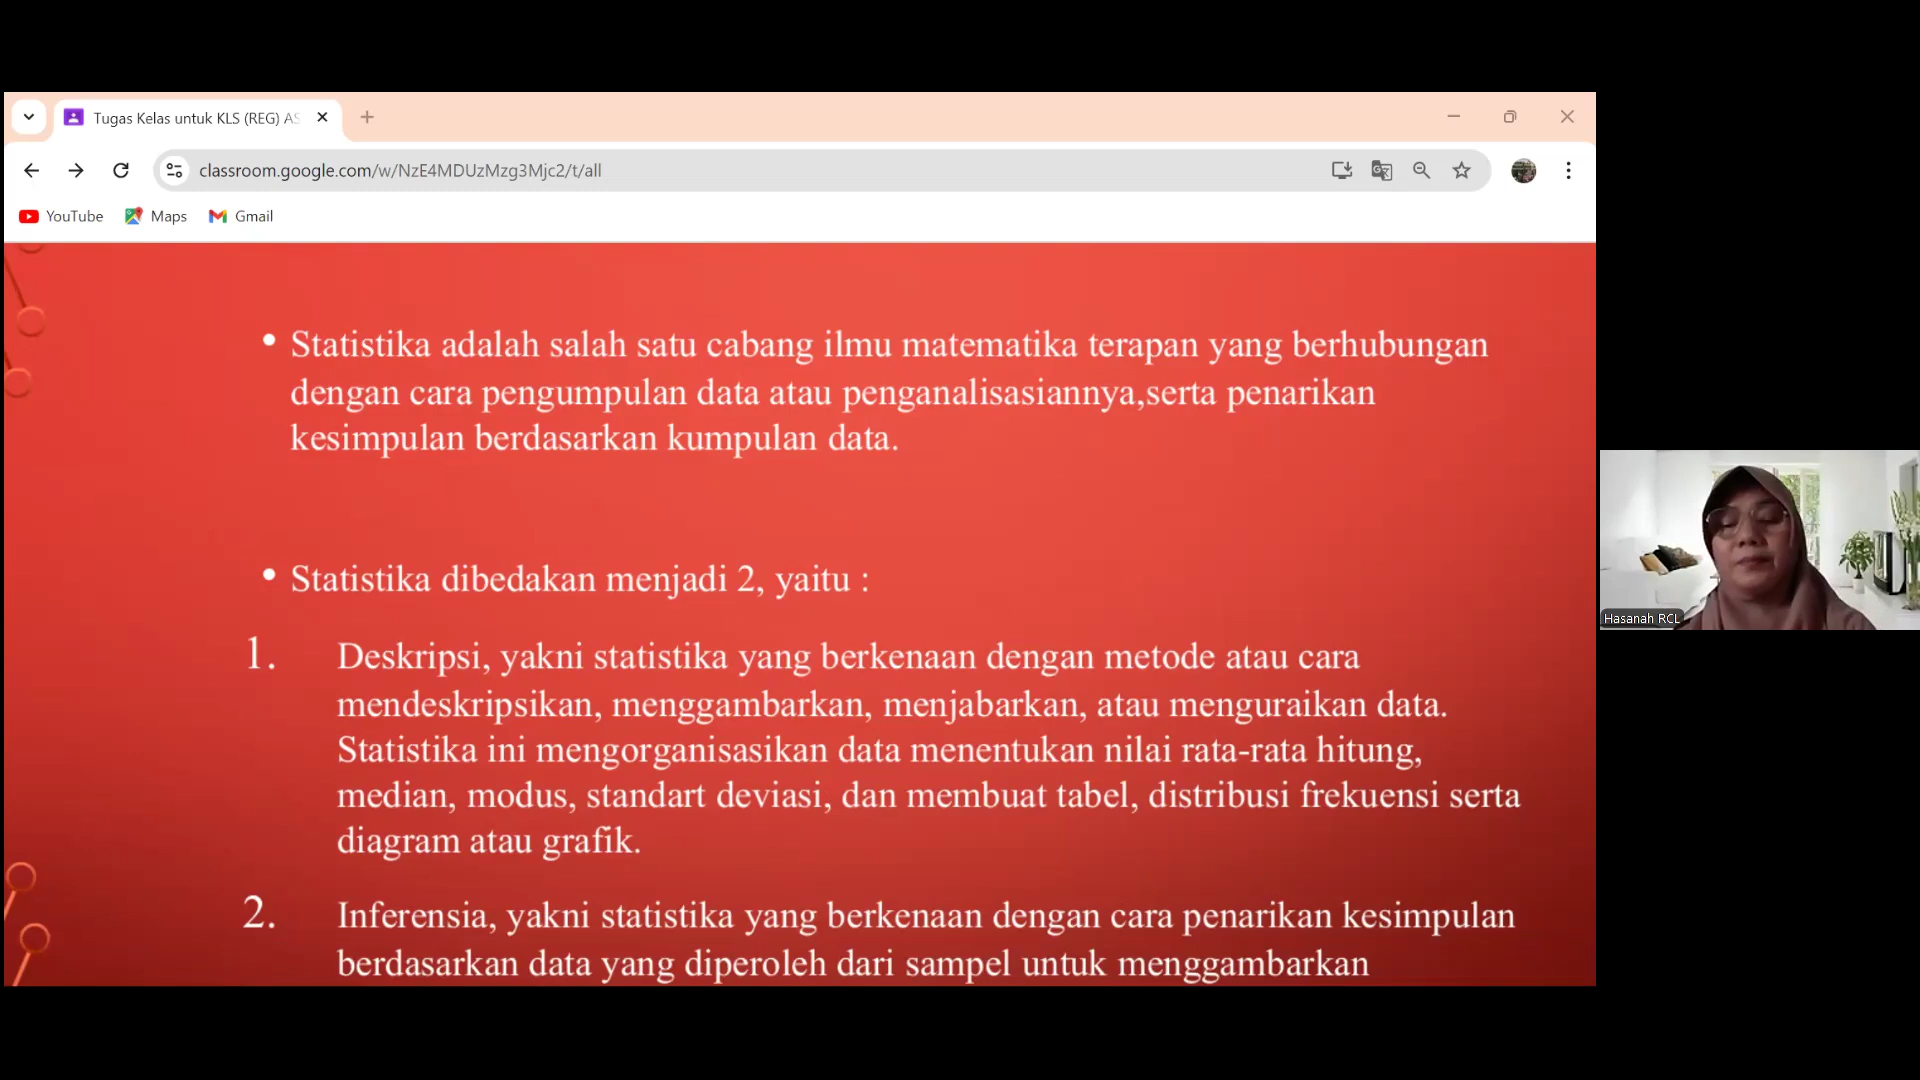 Tugas Kelas untuk KLS (REG) AS
classroom.google.com/w/NzE4MDUzMzg3Mjc2/t/all
YouTube Maps Gmail
• Statistika adalah salah satu cabang ilmu matematika terapan yang berhubungan
dengan cara pengumpulan data atau penganalisasiannya,serta penarikan
kesimpulan berdasarkan kumpulan data.
• Statistika dibedakan menjadi 2, yaitu :
1. Deskripsi, yakni statistika yang berkenaan dengan metode atau cara
mendeskripsikan, menggambarkan, menjabarkan, atau menguraikan data.
Statistika ini mengorganisasikan data menentukan nilai rata-rata hitung,
median, modus, standart deviasi, dan membuat tabel, distribusi frekuensi serta
diagram atau grafik.
2. Inferensia, yakni statistika yang berkenaan dengan cara penarikan kesimpulan
berdasarkan data yang diperoleh dari sampel untuk menggambarkan
Hasanah RCL